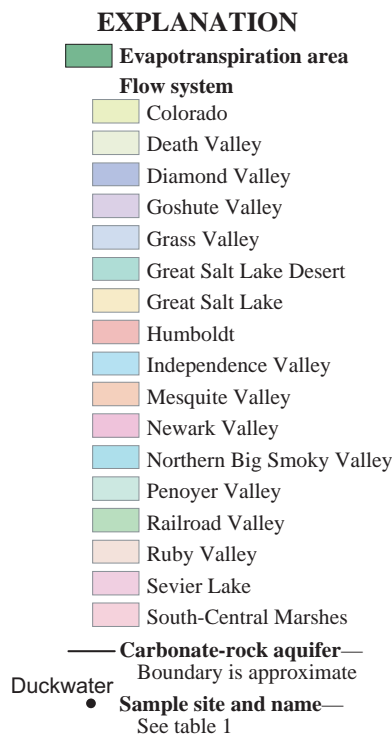 EXPLANATION
Evapotranspiration area
Flow system
Colorado
Death Valley
Diamond Valley
Goshute Valley
Grass Valley
Great Salt Lake Desert
Great Salt Lake
Humboldt
Independence Valley
Mesquite Valley
Newark Valley
Northern Big Smoky Valley
Penoyer Valley
Railroad Valley
Ruby Valley
Sevier Lake
South-Central Marshes
Carbonate-rock aquifer—
Boundary is approximate
Duckwater
Sample site and name—
See table 1